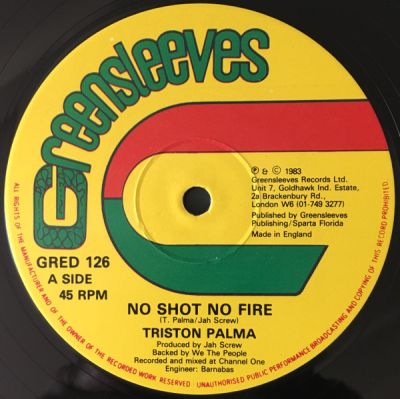 Greensleeves
℗ & © 1983
Greensleeves Records Ltd.
Unit 7, Goldhawk Ind. Estate,
2a Brackenbury Rd.,
London W6 (01-749 3277)
Published by Greensleeves
Publishing/Sparta Florida
Made in England
GRED 126
A SIDE
45 RPM
NO SHOT NO FIRE
(T. Palma/Jah Screw)
TRISTON PALMA
Produced by Jah Screw
Backed by We The People
Recorded and mixed at Channel One
Engineer: Barnabas
ALL RIGHTS OF THE MANUFACTURER AND OF THE OWNER OF THE RECORDED WORK RESERVED · UNAUTHORISED PUBLIC PERFORMANCE BROADCASTING AND COPYING OF THIS RECORD PROHIBITED.